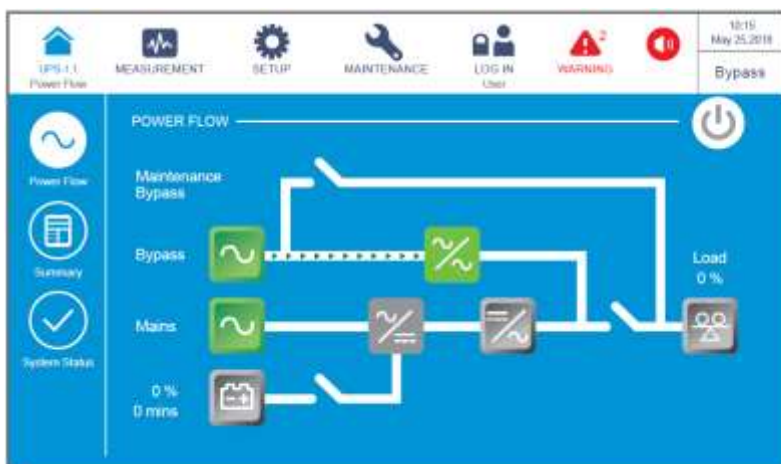 UPS-1.1
Power Flow
MEASUREMENT
SETUP
MAINTENANCE
LOG IN
User
2
WARNING
10:15
May 25,2018
Bypass
POWER FLOW
Power Flow
Summary
System Status
Maintenance
Bypass
Bypass
Mains
0 %
0 mins
Load
0 %